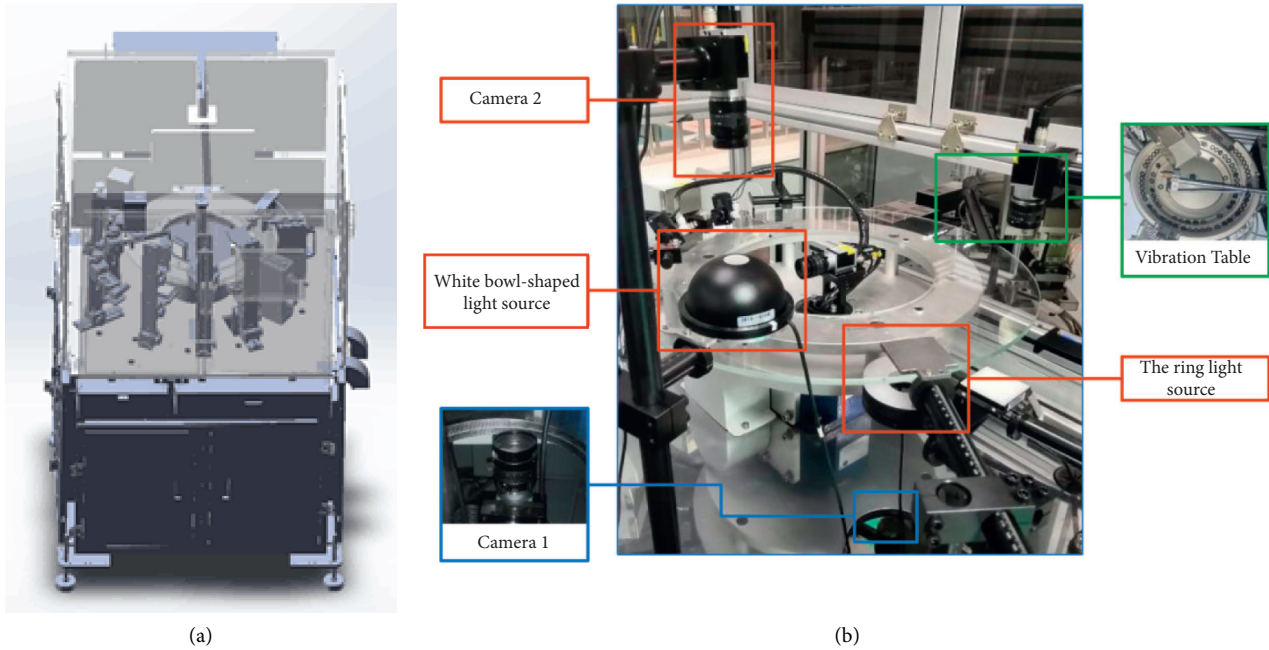 Camera 2
White bowl-shaped
light source
Camera 1
Vibration Table
The ring light
source
(a)
(b)